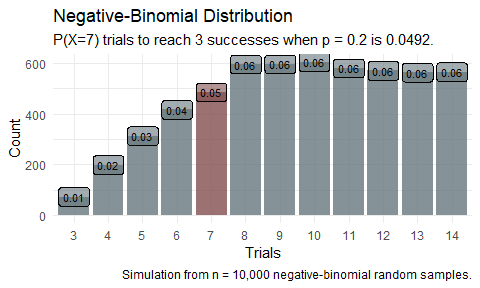 Negative-Binomial Distribution
P(X=7) trials to reach 3 successes when p = 0.2 is 0.0492.
600
400
200
0
Count
0.01
0.02
0.03
0.04
0.05
0.06
0.06
0.06
0.06
0.06
0.06
0.06
3 4 5 6 7 8 9 10 11 12 13 14
Trials
Simulation from n = 10,000 negative-binomial random samples.